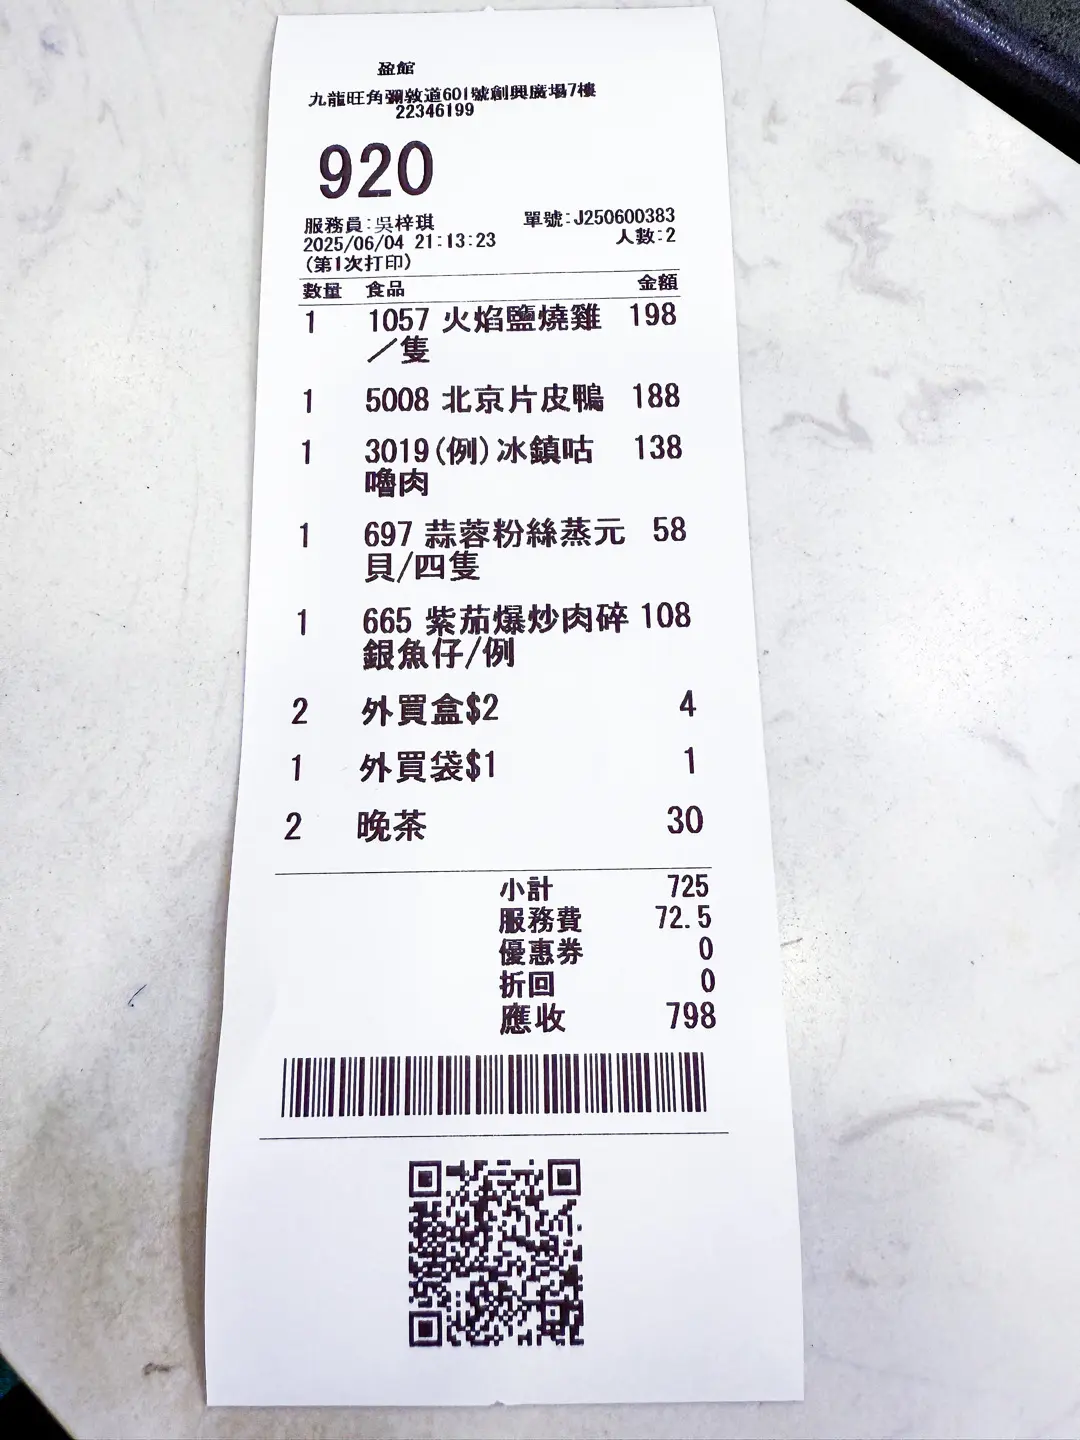 盈館
九龍旺角彌敦道601號創興廣場7樓
22346199
920
服務員:吳梓琪 單號:J250600383
2025/06/04 21:13:23 人數:2
(第1次打印)
數量 食品 金額
1 1057 火焰鹽燒雞 198
／隻
1 5008 北京片皮鴨 188
1 3019(例)冰鎮咕 138
嚕肉
1 697 蒜蓉粉絲蒸元 58
貝/四隻
1 665 紫茄爆炒肉碎 108
銀魚仔/例
2 外買盒$2 4
1 外買袋$1 1
2 晚茶 30
小計 725
服務費 72.5
優惠券 0
折回 0
應收 798